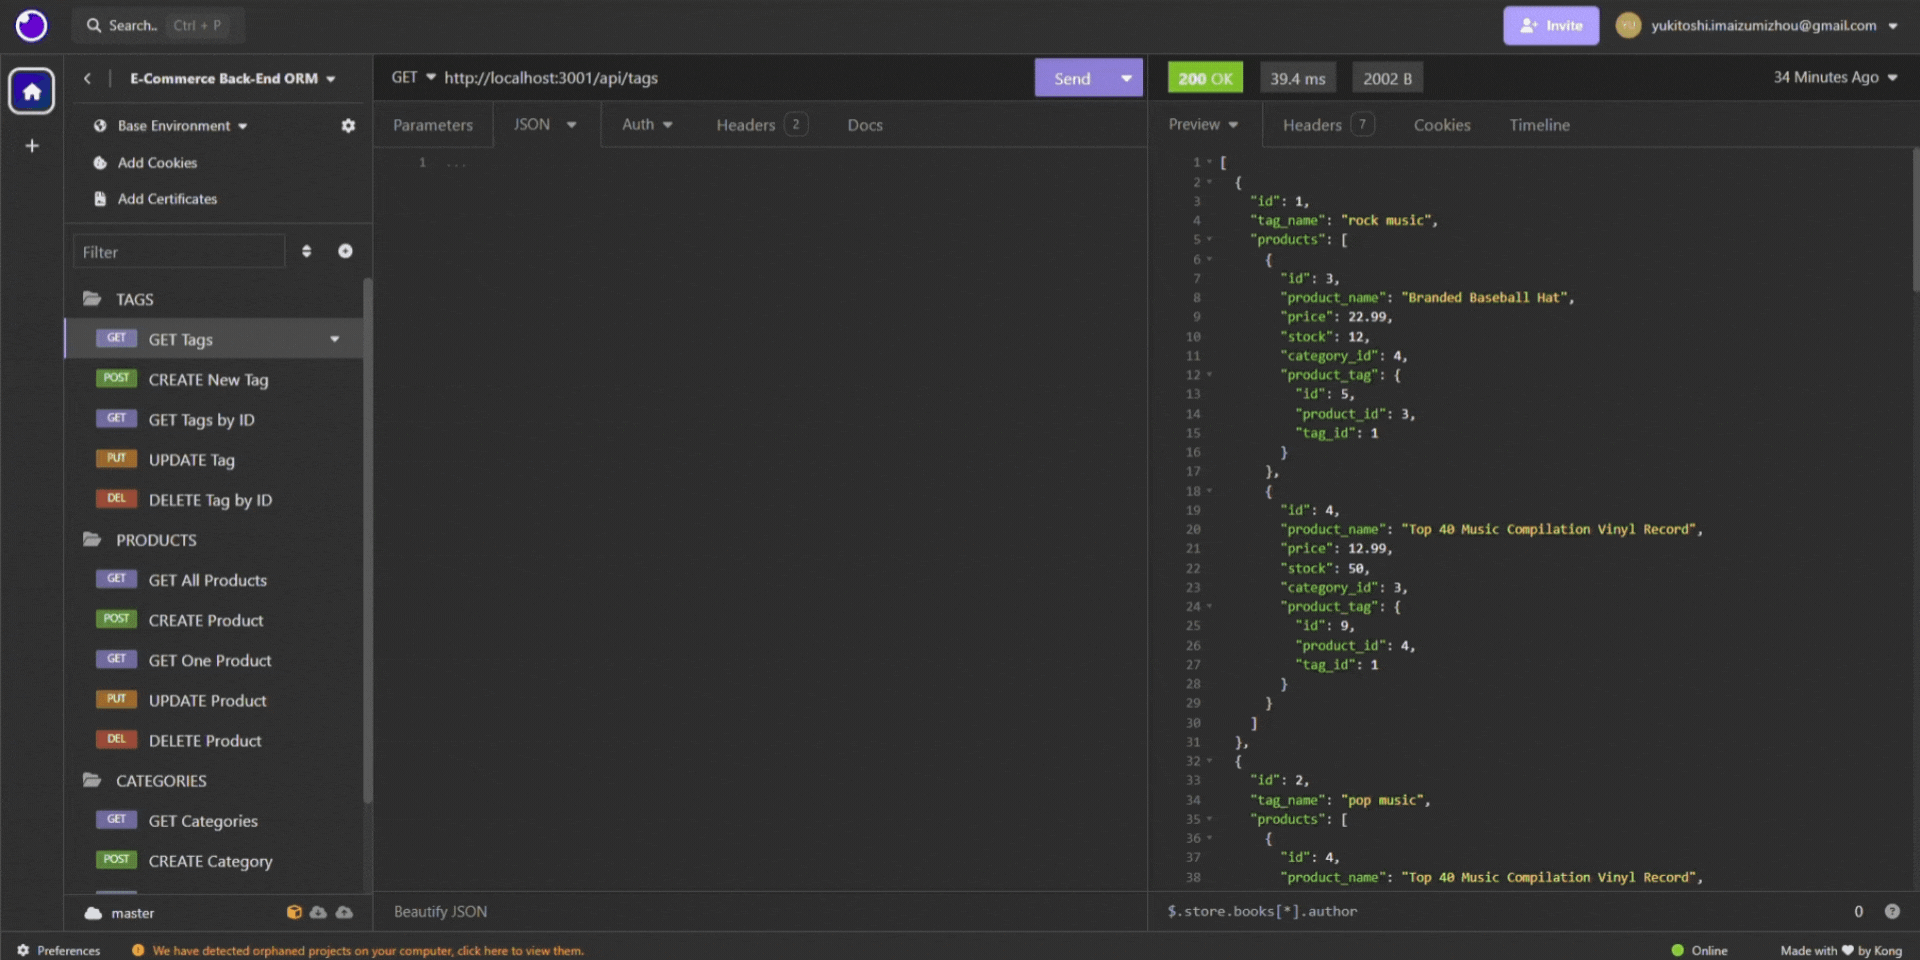 Search.. Ctrl + P
Invite
YU yukitoshi.imaizumizhou@gmail.com
E-Commerce Back-End ORM
Base Environment
Add Cookies
Add Certificates
Filter
TAGS
GET GET Tags
POST CREATE New Tag
GET GET Tags by ID
PUT UPDATE Tag
DEL DELETE Tag by ID
PRODUCTS
GET GET All Products
POST CREATE Product
GET GET One Product
PUT UPDATE Product
DEL DELETE Product
CATEGORIES
GET GET Categories
POST CREATE Category
master
GET http://localhost:3001/api/tags
Send
Parameters JSON Auth Headers 2 Docs
1 ...
Beautify JSON
200 OK 39.4 ms 2002 B
34 Minutes Ago
Preview Headers 7 Cookies Timeline
1 [
2 {
3 "id": 1,
4 "tag_name": "rock music",
5 "products": [
6 {
7 "id": 3,
8 "product_name": "Branded Baseball Hat",
9 "price": 22.99,
10 "stock": 12,
11 "category_id": 4,
12 "product_tag": {
13 "id": 5,
14 "product_id": 3,
15 "tag_id": 1
16 }
17 },
18 {
19 "id": 4,
20 "product_name": "Top 40 Music Compilation Vinyl Record",
21 "price": 12.99,
22 "stock": 50,
23 "category_id": 3,
24 "product_tag": {
25 "id": 9,
26 "product_id": 4,
27 "tag_id": 1
28 }
29 }
30 ]
31 },
32 {
33 "id": 2,
34 "tag_name": "pop music",
35 "products": [
36 {
37 "id": 4,
38 "product_name": "Top 40 Music Compilation Vinyl Record",
$.store.books[*].author
0
Preferences
We have detected orphaned projects on your computer, click here to view them.
Online
Made with ♥ by Kong